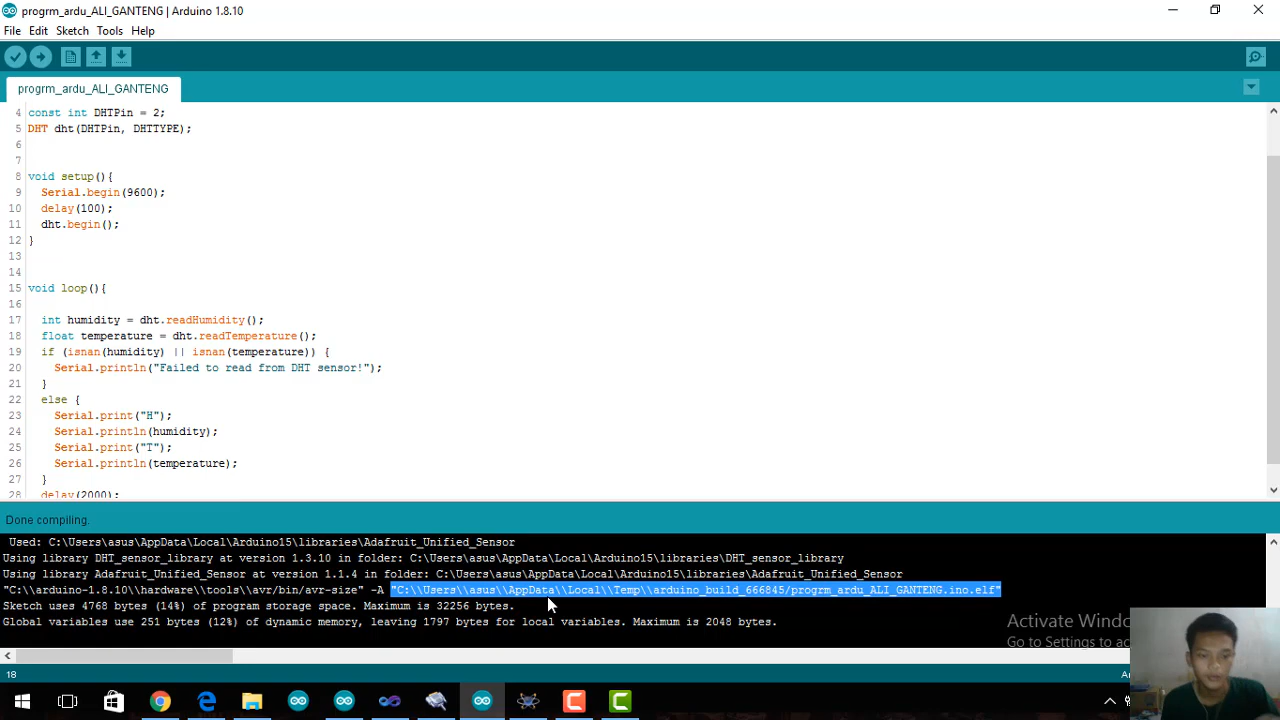 progrm_ardu_ALI_GANTENG | Arduino 1.8.10
File Edit Sketch Tools Help
progrm_ardu_ALI_GANTENG
4 const int DHTPin = 2;
5 DHT dht(DHTPin, DHTTYPE);
6
7
8 void setup(){
9 Serial.begin(9600);
10 delay(100);
11 dht.begin();
12 }
13
14
15 void loop(){
16
17 int humidity = dht.readHumidity();
18 float temperature = dht.readTemperature();
19 if (isnan(humidity) || isnan(temperature)) {
20 Serial.println("Failed to read from DHT sensor!");
21 }
22 else {
23 Serial.print("H");
24 Serial.println(humidity);
25 Serial.print("T");
26 Serial.println(temperature);
27 }
28 delay(2000);
Done compiling.
Used: C:\Users\asus\AppData\Local\Arduino15\libraries\Adafruit_Unified_Sensor
Using library DHT_sensor_library at version 1.3.10 in folder: C:\Users\asus\AppData\Local\Arduino15\libraries\DHT_sensor_library
Using library Adafruit_Unified_Sensor at version 1.1.4 in folder: C:\Users\asus\AppData\Local\Arduino15\libraries\Adafruit_Unified_Sensor
"C:\\arduino-1.8.10\\hardware\\tools\\avr/bin/avr-size" -A "C:\\Users\\asus\\AppData\\Local\\Temp\\arduino_build_666845/progrm_ardu_ALI_GANTENG.ino.elf"
Sketch uses 4768 bytes (14%) of program storage space. Maximum is 32256 bytes.
Global variables use 251 bytes (12%) of dynamic memory, leaving 1797 bytes for local variables. Maximum is 2048 bytes.
Activate Windo
Go to Settings to a
18